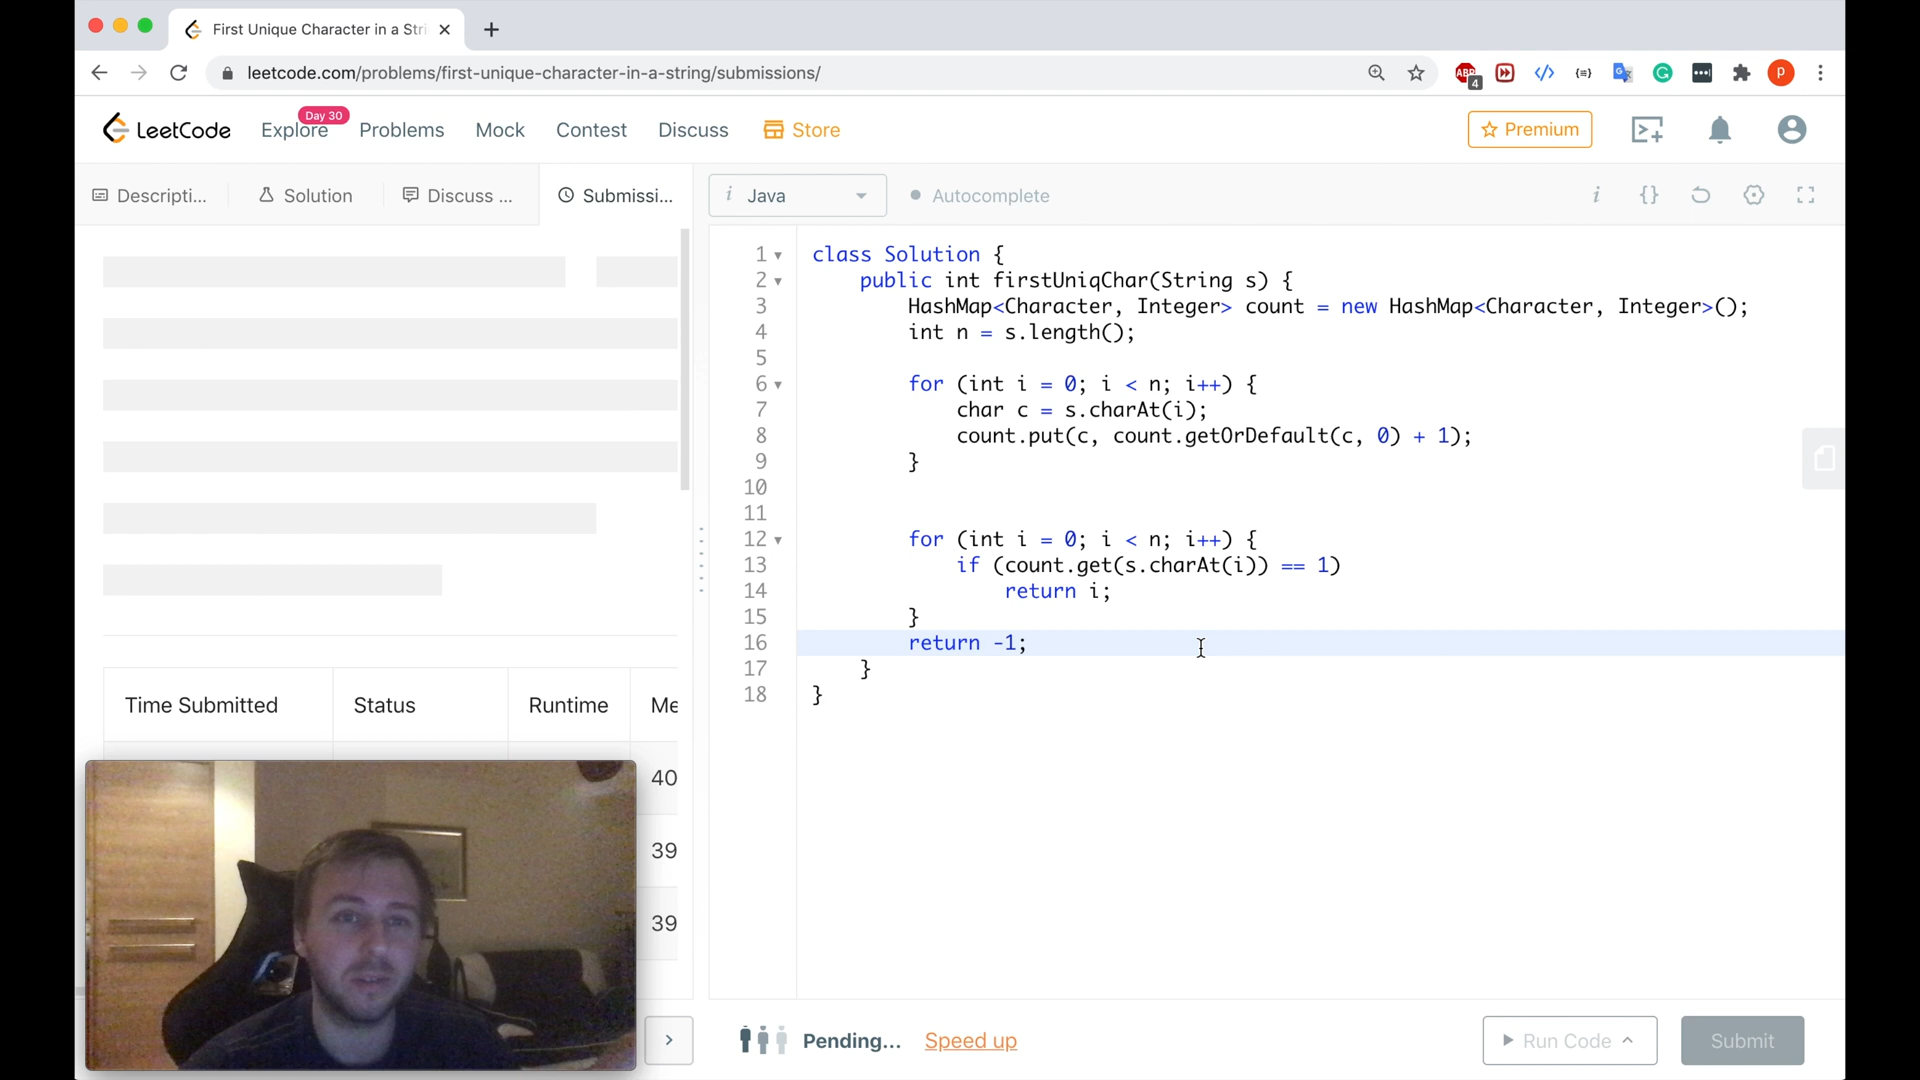 First Unique Character in a Stri
leetcode.com/problems/first-unique-character-in-a-string/submissions/
ABP
4
P
LeetCode
Explore
Day 30
Problems
Mock
Contest
Discuss
Store
Premium
Descripti...
Solution
Discuss ...
Submissi...
i Java
Autocomplete
i {}
1 class Solution {
2 public int firstUniqChar(String s) {
3 HashMap<Character, Integer> count = new HashMap<Character, Integer>();
4 int n = s.length();
5
6 for (int i = 0; i < n; i++) {
7 char c = s.charAt(i);
8 count.put(c, count.getOrDefault(c, 0) + 1);
9 }
10
11
12 for (int i = 0; i < n; i++) {
13 if (count.get(s.charAt(i)) == 1)
14 return i;
15 }
16 return -1;
17 }
18 }
Time Submitted Status Runtime Me
40
39
39
Pending... Speed up
Run Code
Submit